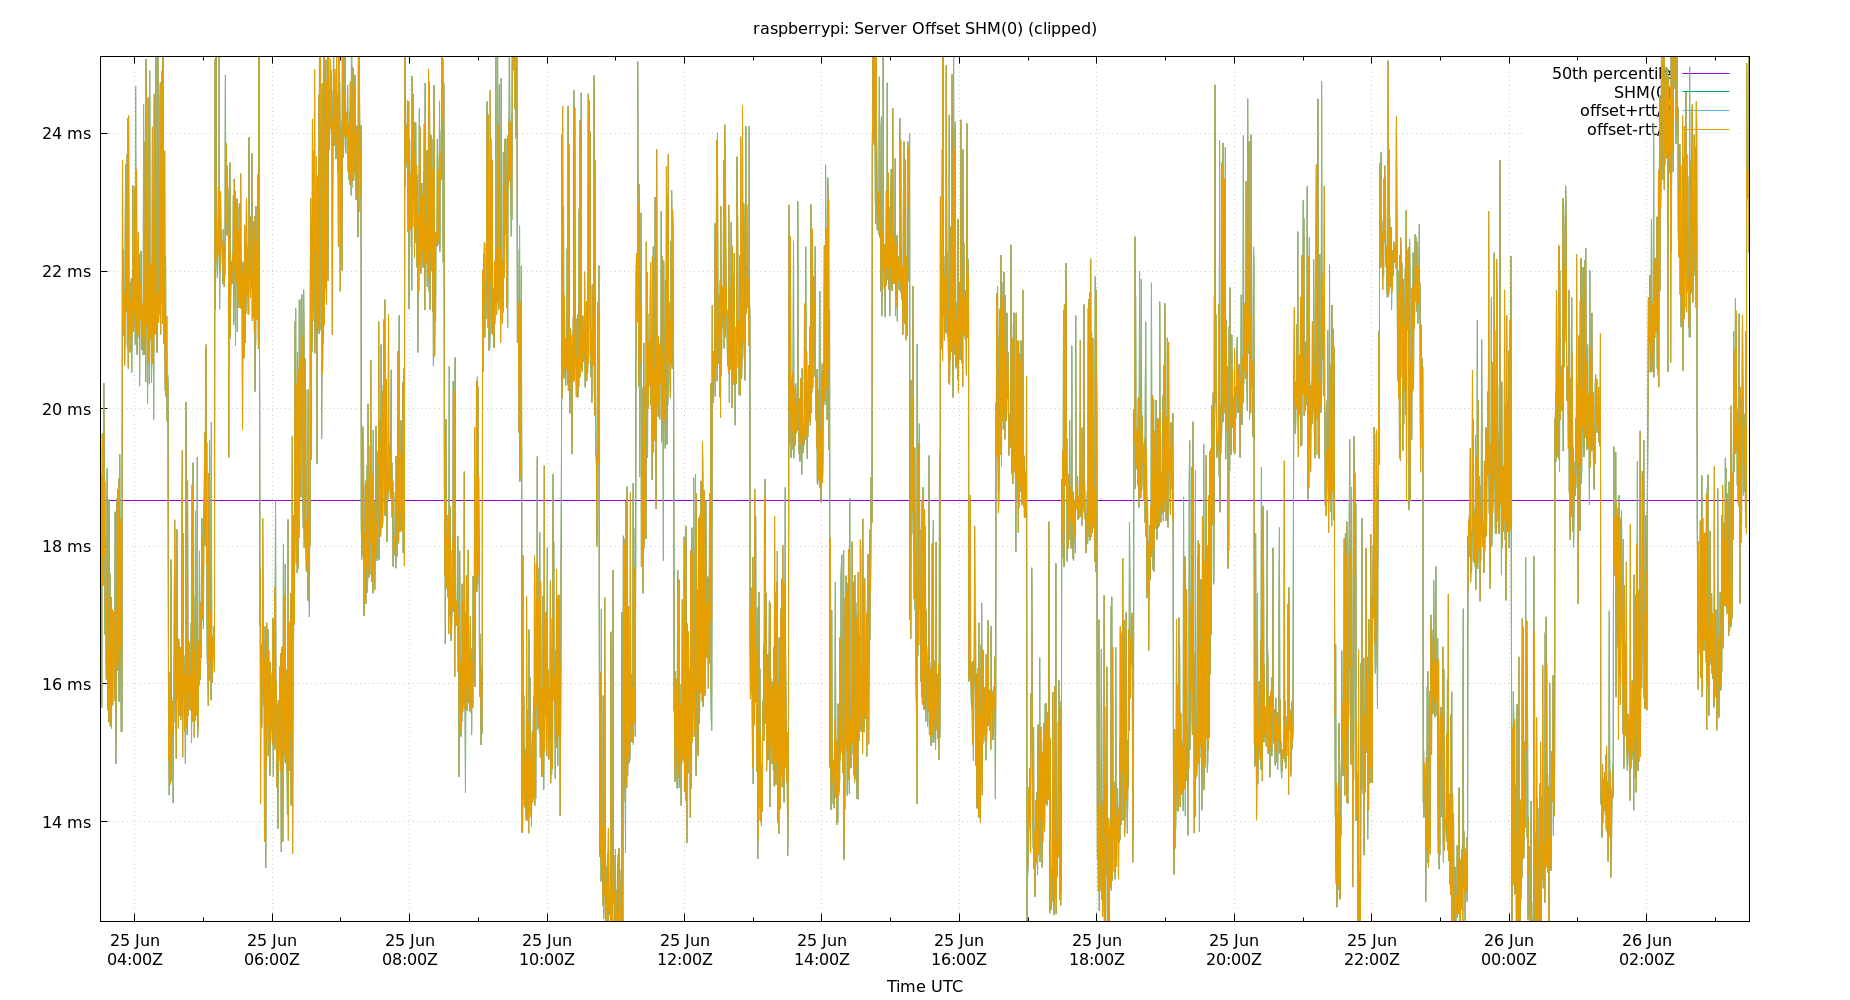 raspberrypi: Server Offset SHM(0) (clipped)
50th percentile
SHM(0
offset+rtt/
offset-rtt/
24 ms
22 ms
20 ms
18 ms
16 ms
14 ms
25 Jun 25 Jun 25 Jun 25 Jun 25 Jun 25 Jun 25 Jun 25 Jun 25 Jun 25 Jun 26 Jun 26 Jun
04:00Z 06:00Z 08:00Z 10:00Z 12:00Z 14:00Z 16:00Z 18:00Z 20:00Z 22:00Z 00:00Z 02:00Z
Time UTC